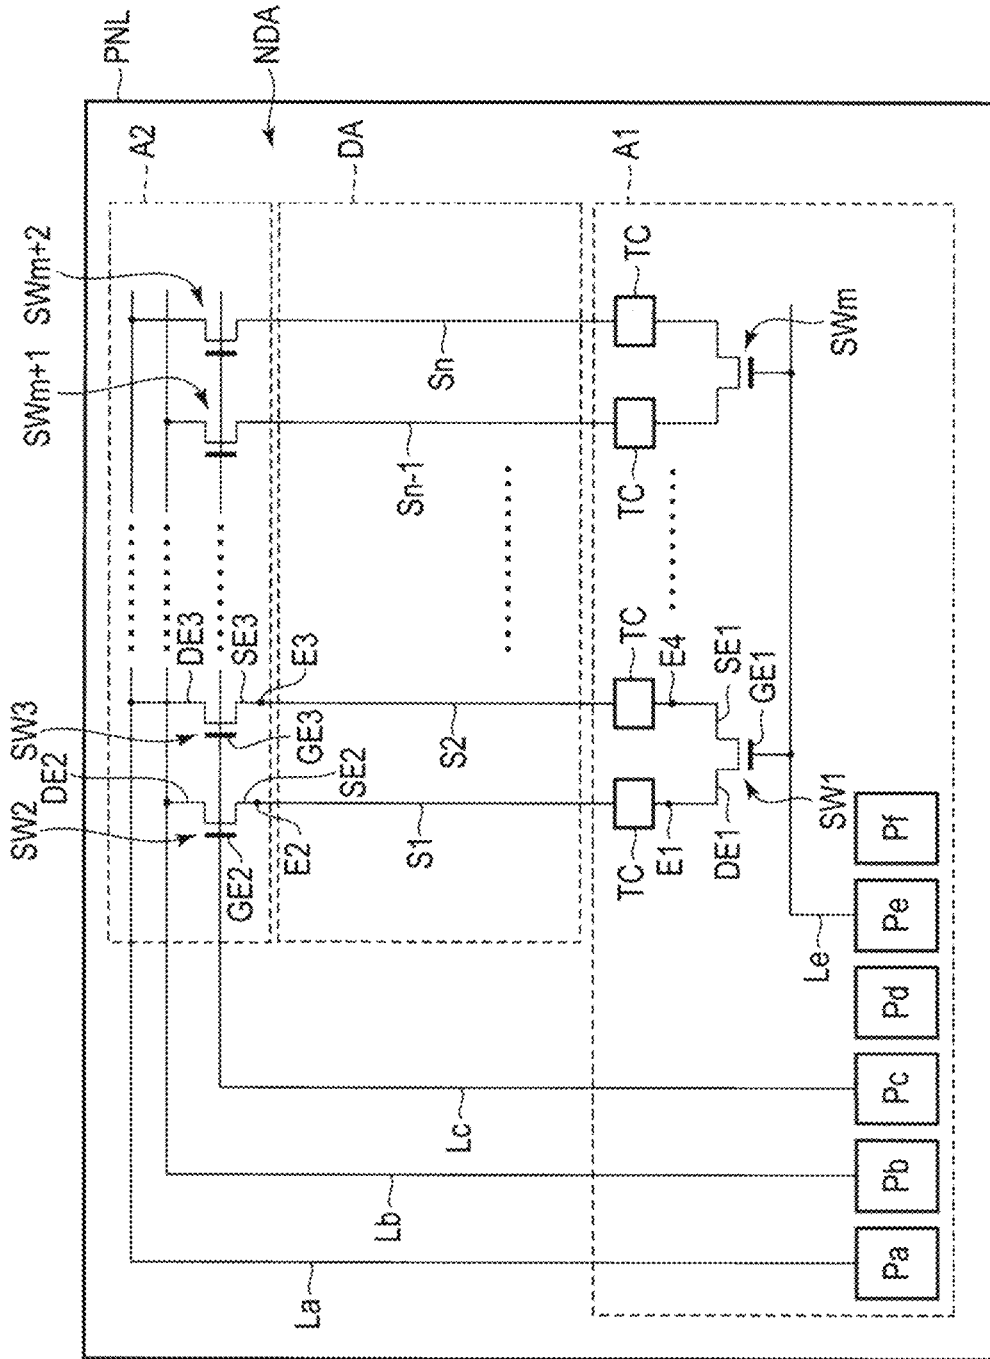 PNL
NDA
A2
DA
A1
SWm+2
SWm+1
SW3
DE2
SW2
DE3
SE3
E3
GE3
SE2
E2
GE2
Sn
Sn-1
S2
S1
TC
TC
TC
TC
E4
E1
SE1
GE1
DE1
SW1
SWm
La
Lb
Lc
Le
Pa
Pb
Pc
Pd
Pe
Pf